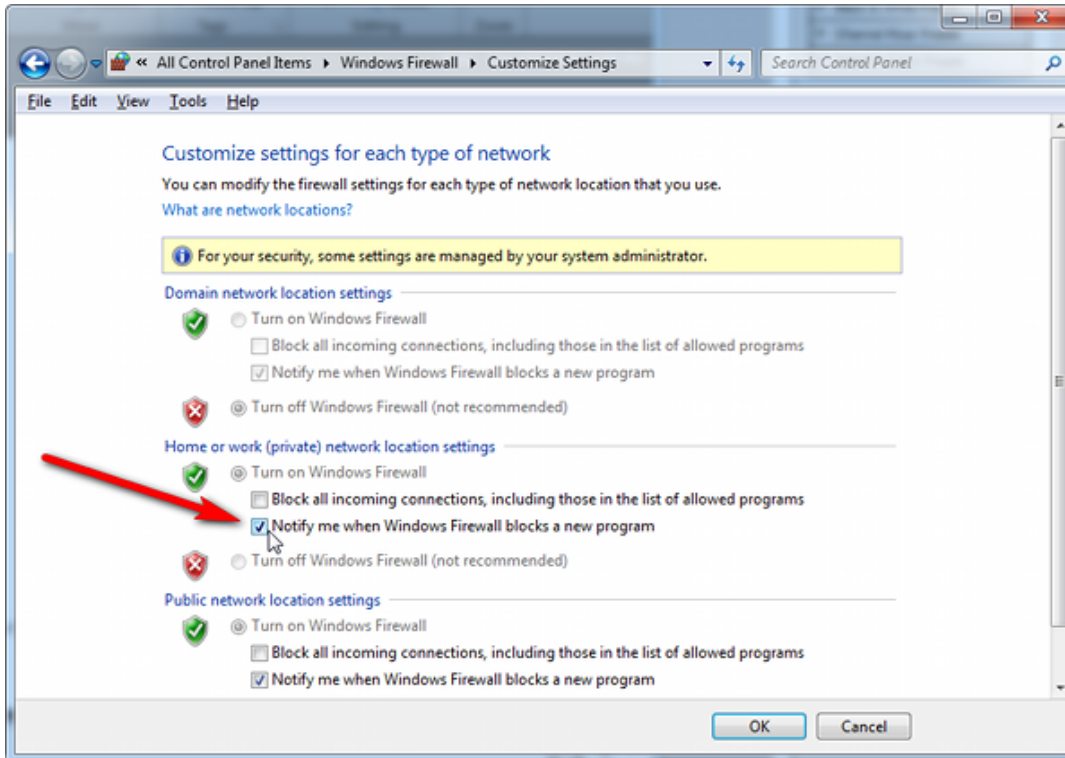 « All Control Panel Items ▸ Windows Firewall ▸ Customize Settings
Search Control Panel
File Edit View Tools Help
Customize settings for each type of network
You can modify the firewall settings for each type of network location that you use.
What are network locations?
For your security, some settings are managed by your system administrator.
Domain network location settings
Turn on Windows Firewall
Block all incoming connections, including those in the list of allowed programs
Notify me when Windows Firewall blocks a new program
Turn off Windows Firewall (not recommended)
Home or work (private) network location settings
Turn on Windows Firewall
Block all incoming connections, including those in the list of allowed programs
Notify me when Windows Firewall blocks a new program
Turn off Windows Firewall (not recommended)
Public network location settings
Turn on Windows Firewall
Block all incoming connections, including those in the list of allowed programs
Notify me when Windows Firewall blocks a new program
OK Cancel